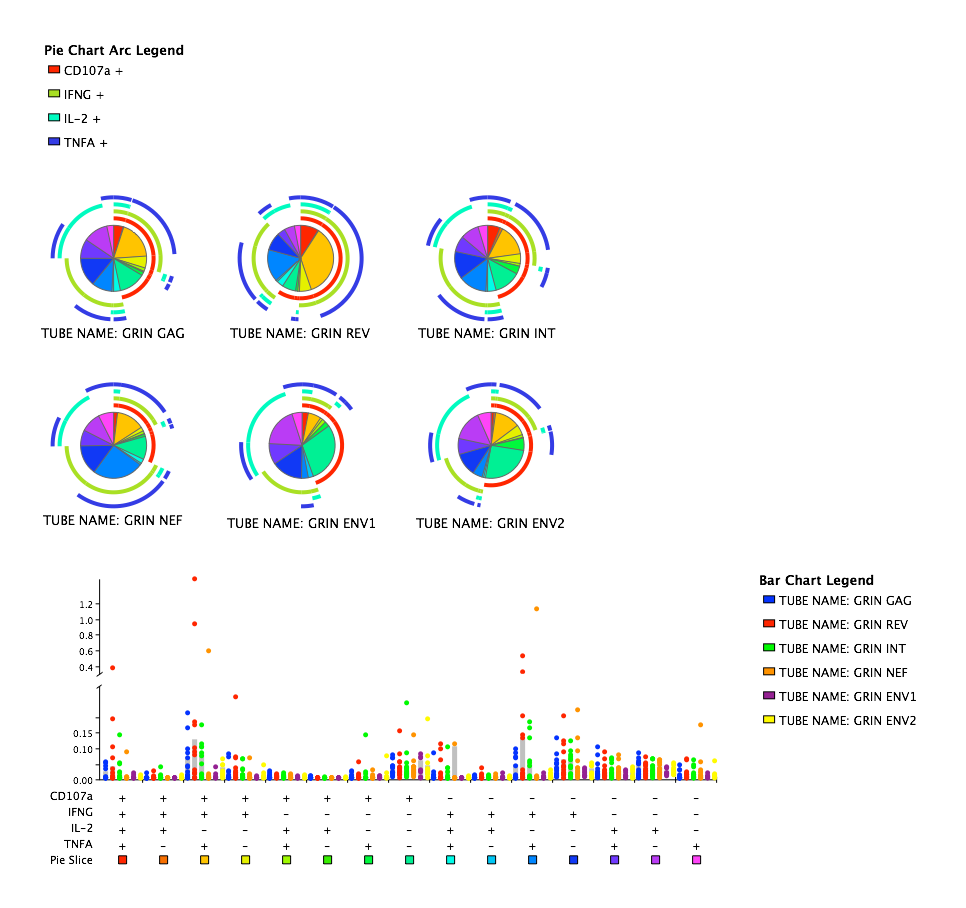 Pie Chart Arc Legend
CD107a +
IFNG +
IL-2 +
TNFA +
TUBE NAME: GRIN GAG
TUBE NAME: GRIN REV
TUBE NAME: GRIN INT
TUBE NAME: GRIN NEF
TUBE NAME: GRIN ENV1
TUBE NAME: GRIN ENV2
Bar Chart Legend
TUBE NAME: GRIN GAG
TUBE NAME: GRIN REV
TUBE NAME: GRIN INT
TUBE NAME: GRIN NEF
TUBE NAME: GRIN ENV1
TUBE NAME: GRIN ENV2
1.2
1.0
0.8
0.6
0.4
0.15
0.10
0.00
CD107a + + + + + + + + - - - - - - -
IFNG + + + + - - - - + + + + - - -
IL-2 + + - - + + - - + + - - + + -
TNFA + - + - + - + - + - + - + - +
Pie Slice